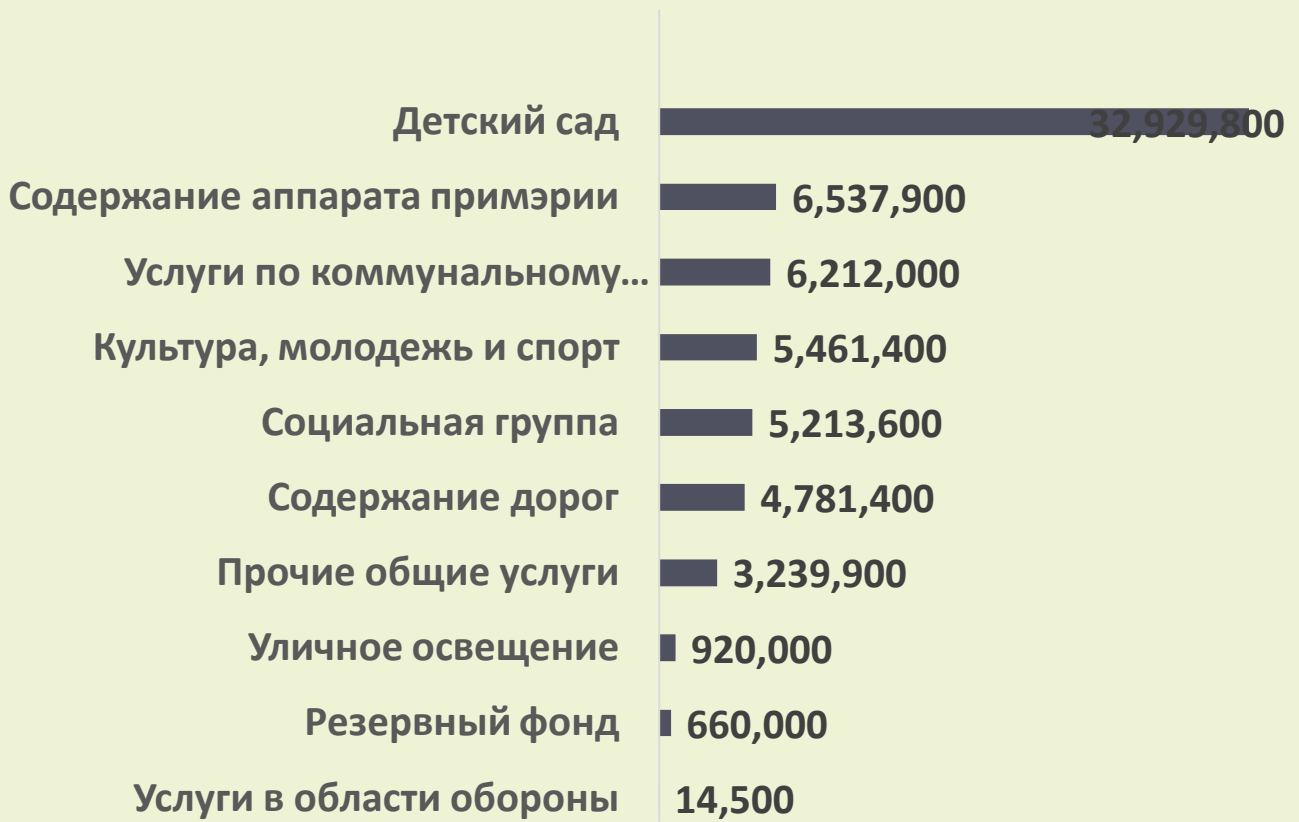 Детский сад 32,929,800
Содержание аппарата примэрии 6,537,900
Услуги по коммунальному... 6,212,000
Культура, молодежь и спорт 5,461,400
Социальная группа 5,213,600
Содержание дорог 4,781,400
Прочие общие услуги 3,239,900
Уличное освещение 920,000
Резервный фонд 660,000
Услуги в области обороны 14,500